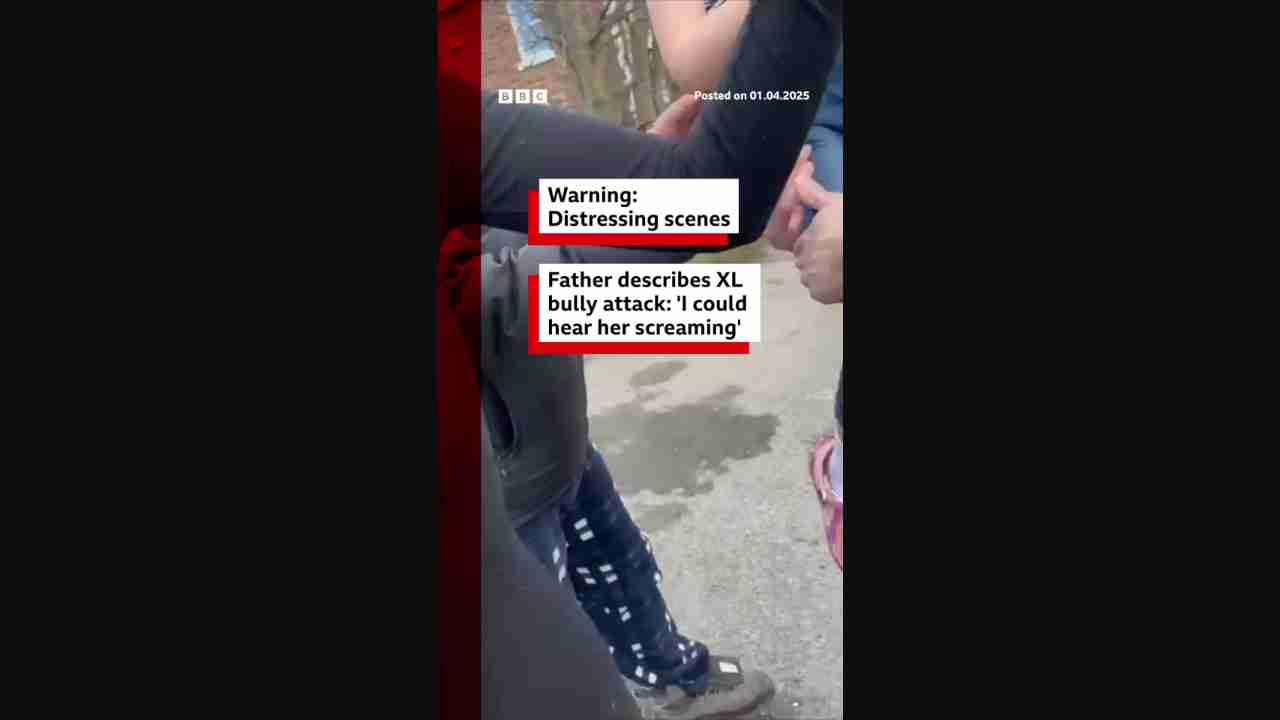 BBC
Posted on 01.04.2025
Warning:
Distressing scenes
Father describes XL
bully attack: 'I could
hear her screaming'